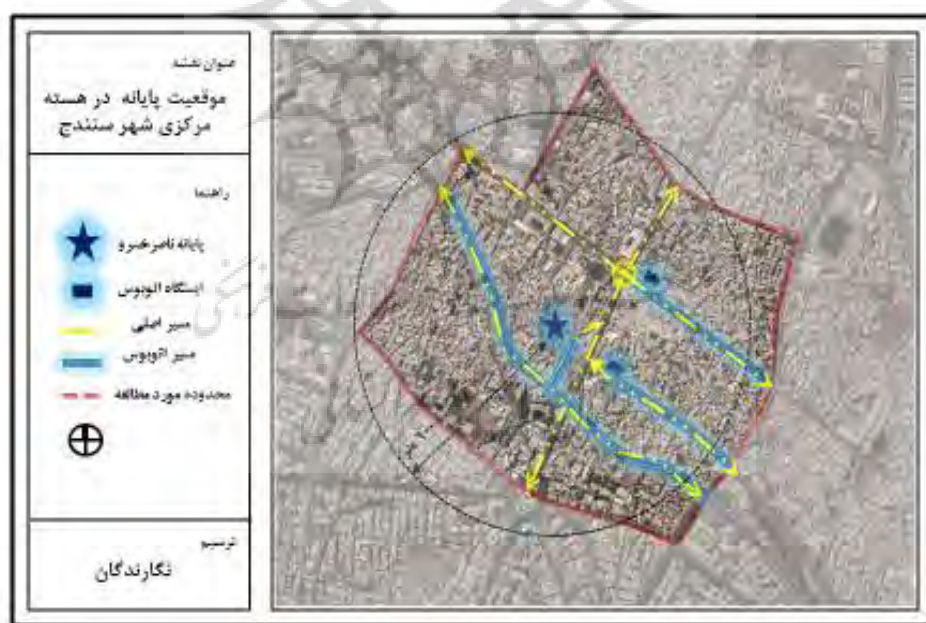 عنوان نقشه
موقعیت پایانه در هسته
مرکزی شهر سنندج
راهنما
پایانه ناصرخسرو
ایستگاه اتوبوس
مسیر اصلی
مسیر اتوبوس
محدوده مورد مطالعه
ترسیم
نگارندگان